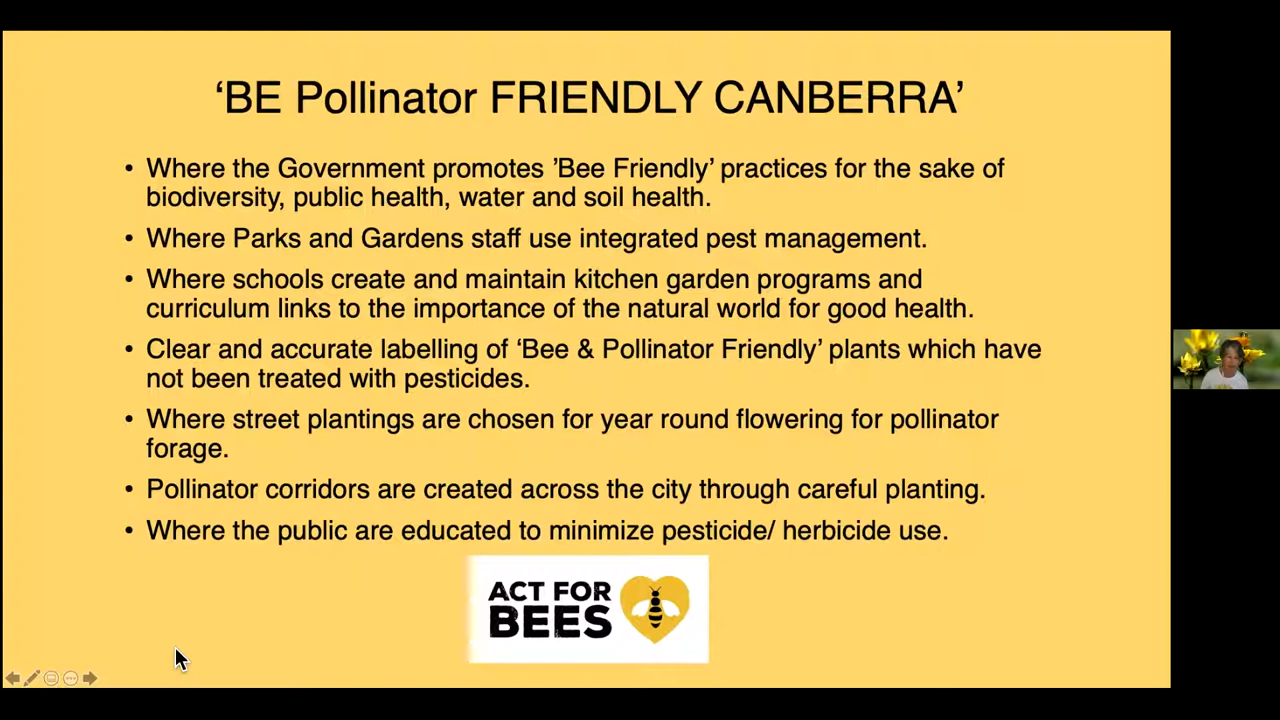 ‘BE Pollinator FRIENDLY CANBERRA’
• Where the Government promotes ’Bee Friendly’ practices for the sake of
biodiversity, public health, water and soil health.
• Where Parks and Gardens staff use integrated pest management.
• Where schools create and maintain kitchen garden programs and
curriculum links to the importance of the natural world for good health.
• Clear and accurate labelling of ‘Bee & Pollinator Friendly’ plants which have
not been treated with pesticides.
• Where street plantings are chosen for year round flowering for pollinator
forage.
• Pollinator corridors are created across the city through careful planting.
• Where the public are educated to minimize pesticide/ herbicide use.
ACT FOR
BEES